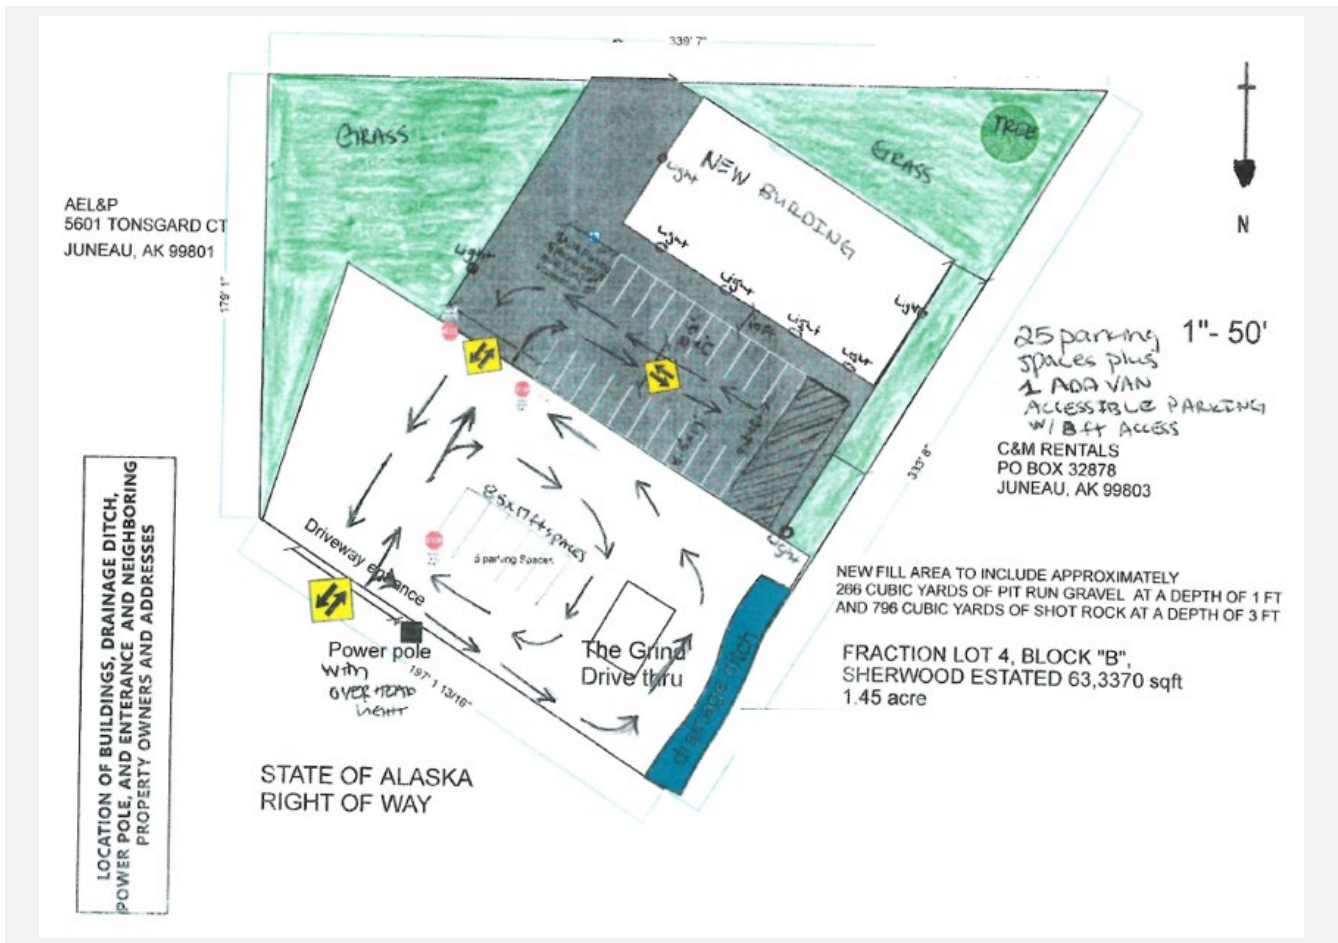 339' 7"
GRASS
TREE
GRASS
NEW BUILDING
Light
Light
Light
Light
Light
Light
Light
Light
N
AEL&P
5601 TONSGARD CT
JUNEAU, AK 99801
179' 1"
25 parking
spaces plus
1 ADA VAN
ACCESSIBLE PARKING
W/ 8ft ACCESS
1"- 50'
C&M RENTALS
PO BOX 32878
JUNEAU, AK 99803
333' 8"
STOP
STOP
STOP
8.5x17ft spaces
5 parking Spaces
Driveway entrance
Power pole
with
OVERHEAD
LIGHT
197' 1 13/16"
The Grind
Drive thru
drainage ditch
NEW FILL AREA TO INCLUDE APPROXIMATELY
266 CUBIC YARDS OF PIT RUN GRAVEL AT A DEPTH OF 1 FT
AND 796 CUBIC YARDS OF SHOT ROCK AT A DEPTH OF 3 FT
FRACTION LOT 4, BLOCK "B",
SHERWOOD ESTATED 63,3370 sqft
1.45 acre
STATE OF ALASKA
RIGHT OF WAY
LOCATION OF BUILDINGS, DRAINAGE DITCH,
POWER POLE, AND ENTERANCE AND NEIGHBORING
PROPERTY OWNERS AND ADDRESSES